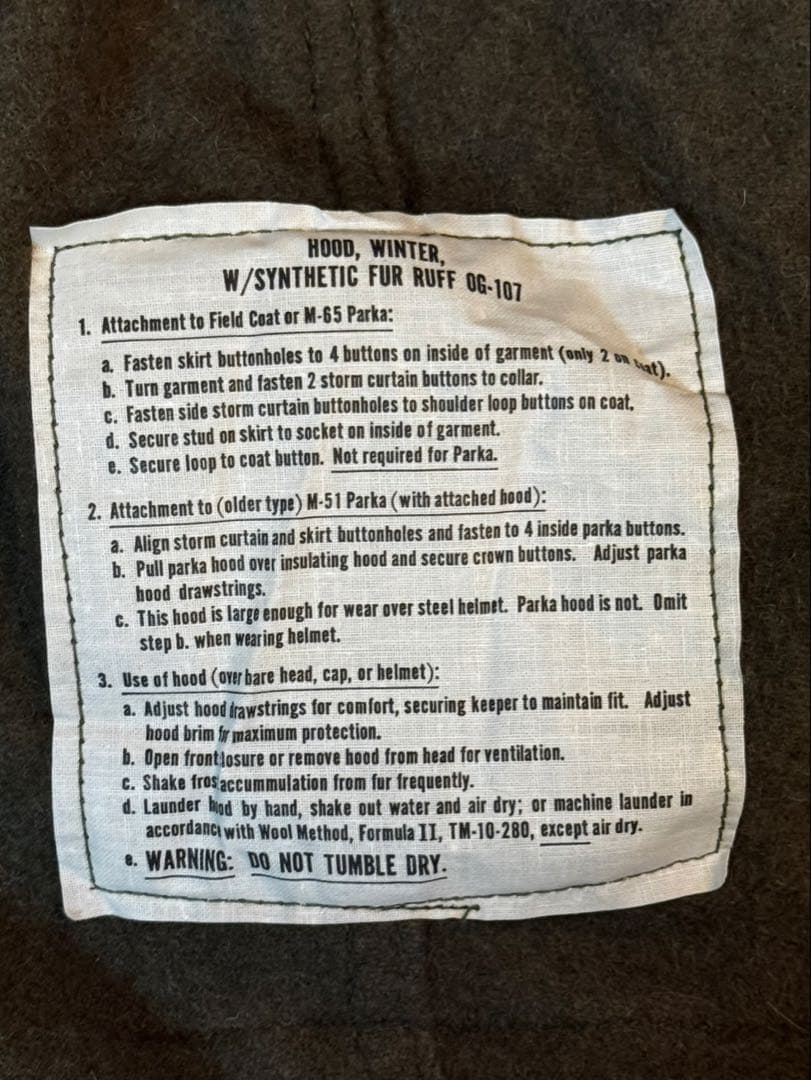 HOOD, WINTER,
W/SYNTHETIC FUR RUFF OG-107
1. Attachment to Field Coat or M-65 Parka:
a. Fasten skirt buttonholes to 4 buttons on inside of garment (only 2 on coat).
b. Turn garment and fasten 2 storm curtain buttons to collar.
c. Fasten side storm curtain buttonholes to shoulder loop buttons on coat.
d. Secure stud on skirt to socket on inside of garment.
e. Secure loop to coat button. Not required for Parka.
2. Attachment to (older type) M-51 Parka (with attached hood):
a. Align storm curtain and skirt buttonholes and fasten to 4 inside parka buttons.
b. Pull parka hood over insulating hood and secure crown buttons. Adjust parka
hood drawstrings.
c. This hood is large enough for wear over steel helmet. Parka hood is not. Omit
step b. when wearing helmet.
3. Use of hood (over bare head, cap, or helmet):
a. Adjust hood drawstrings for comfort, securing keeper to maintain fit. Adjust
hood brim for maximum protection.
b. Open front closure or remove hood from head for ventilation.
c. Shake frost accummulation from fur frequently.
d. Launder hood by hand, shake out water and air dry; or machine launder in
accordance with Wool Method, Formula II, TM-10-280, except air dry.
e. WARNING: DO NOT TUMBLE DRY.